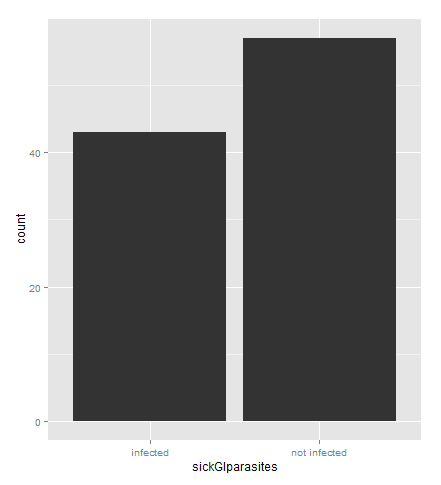 count
40
20
0
infected
not infected
sickGIparasites